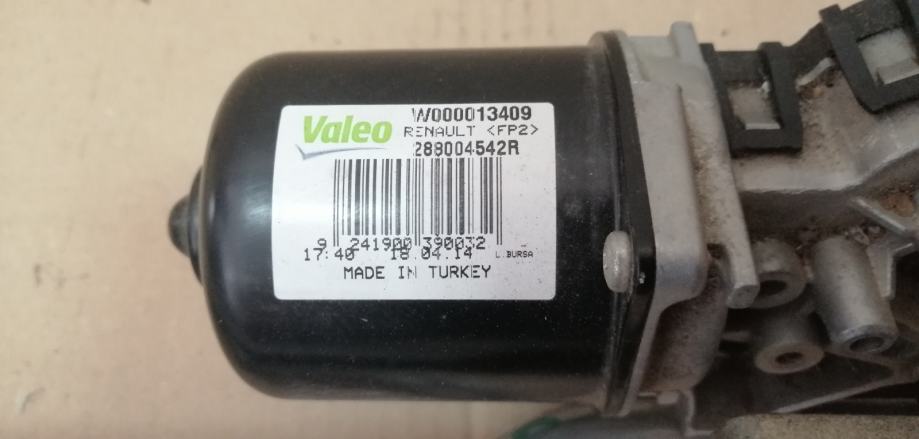 Valeo
W000013409
RENAULT <FP2>
288004542R
9 241900 390032
17:40 18.04.14 L.BURSA
MADE IN TURKEY